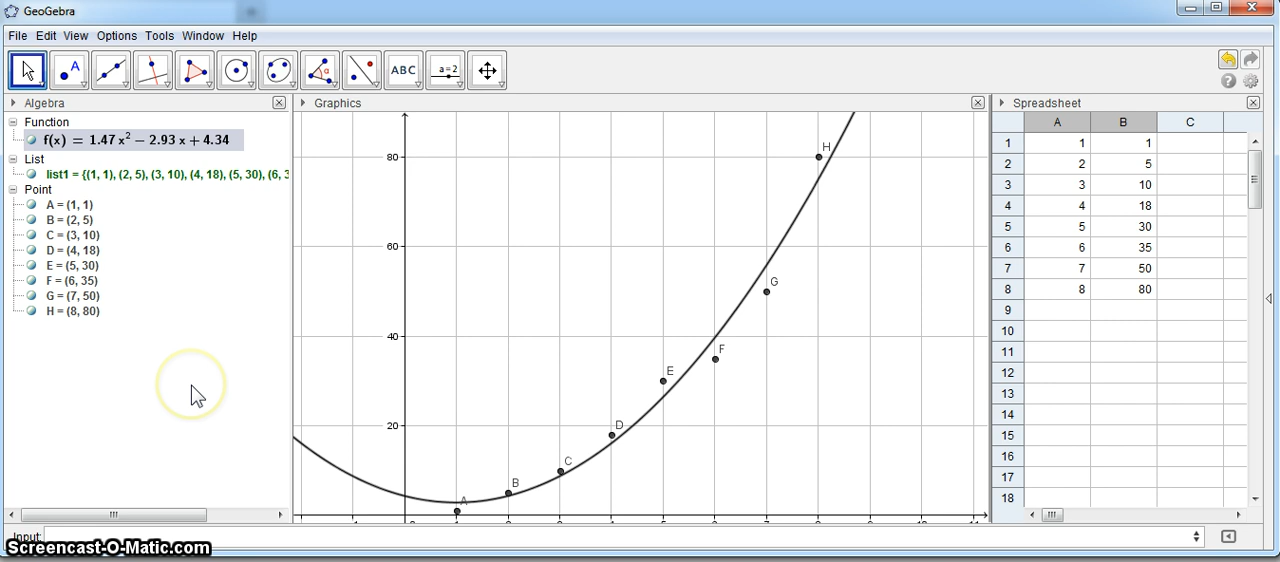 GeoGebra
File Edit View Options Tools Window Help
A α ABC a=2
Algebra
Function
f(x) = 1.47 x² − 2.93 x + 4.34
List
list1 = {(1, 1), (2, 5), (3, 10), (4, 18), (5, 30), (6, 3
Point
A = (1, 1)
B = (2, 5)
C = (3, 10)
D = (4, 18)
E = (5, 30)
F = (6, 35)
G = (7, 50)
H = (8, 80)
Graphics
80
60
40
20
A
B
C
D
E
F
G
H
Spreadsheet
A B C
1 1 1
2 2 5
3 3 10
4 4 18
5 5 30
6 6 35
7 7 50
8 8 80
9
10
11
12
13
14
15
16
17
18
Input:
Screencast-O-Matic.com